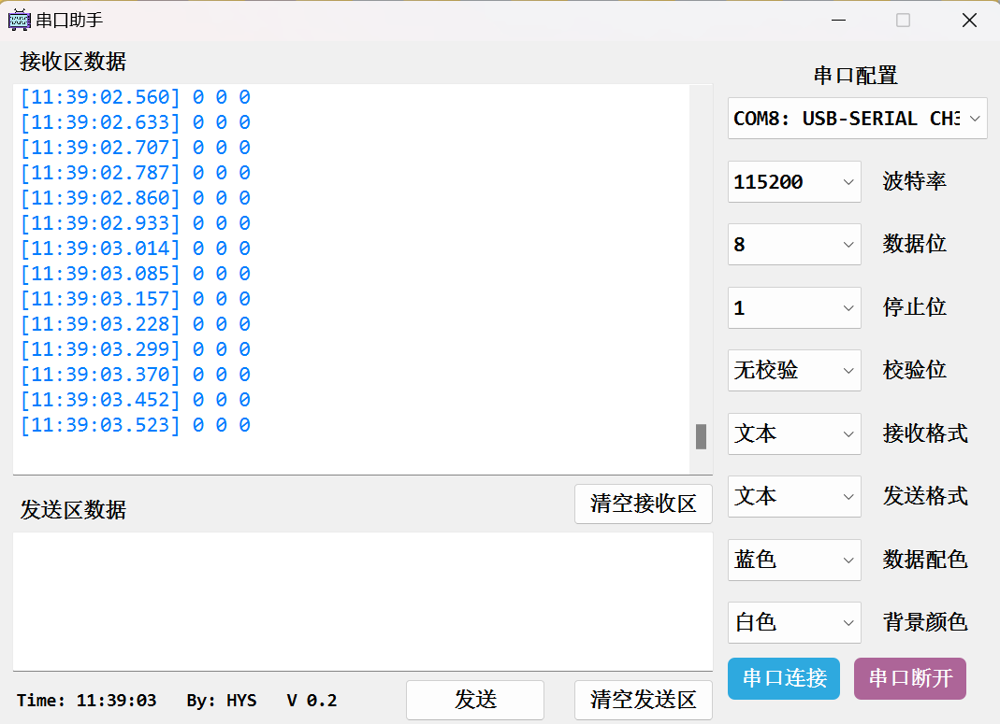 串口助手
接收区数据
[11:39:02.560] 0 0 0
[11:39:02.633] 0 0 0
[11:39:02.707] 0 0 0
[11:39:02.787] 0 0 0
[11:39:02.860] 0 0 0
[11:39:02.933] 0 0 0
[11:39:03.014] 0 0 0
[11:39:03.085] 0 0 0
[11:39:03.157] 0 0 0
[11:39:03.228] 0 0 0
[11:39:03.299] 0 0 0
[11:39:03.370] 0 0 0
[11:39:03.452] 0 0 0
[11:39:03.523] 0 0 0
发送区数据
清空接收区
Time: 11:39:03 By: HYS V 0.2
发送
清空发送区
串口配置
COM8: USB-SERIAL CH3
115200 波特率
8 数据位
1 停止位
无校验 校验位
文本 接收格式
文本 发送格式
蓝色 数据配色
白色 背景颜色
串口连接 串口断开